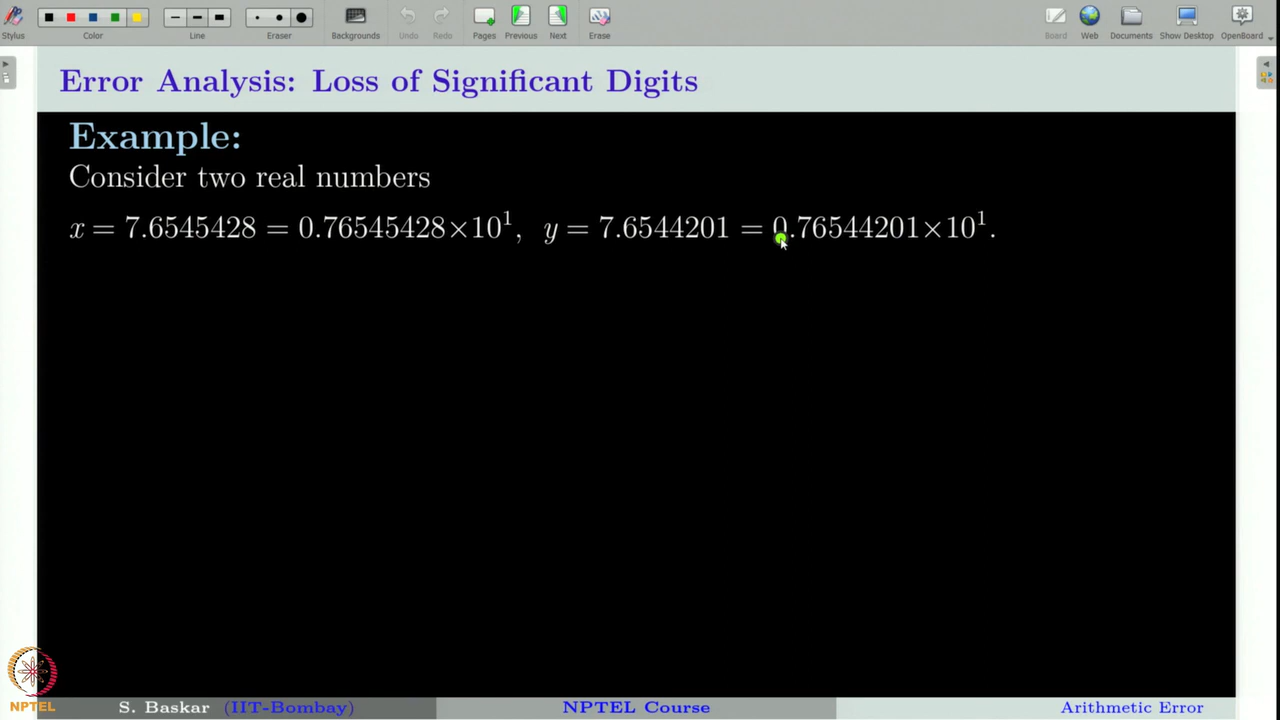 Stylus
Color
Line
Eraser
Backgrounds
Undo
Redo
Pages
Previous
Next
Erase
Board
Web
Documents
Show Desktop
OpenBoard
Error Analysis: Loss of Significant Digits
Example:
Consider two real numbers
x = 7.6545428 = 0.76545428×10¹, y = 7.6544201 = 0.76544201×10¹.
NPTEL
S. Baskar (IIT-Bombay)
NPTEL Course
Arithmetic Error